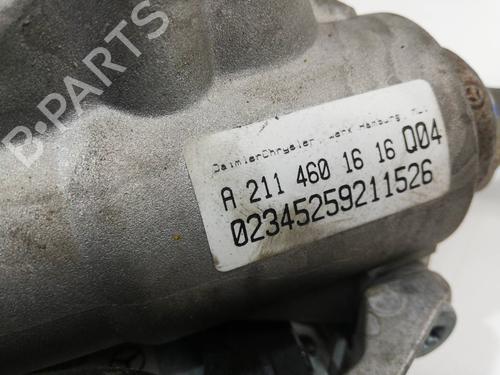 B PARTS
DaimlerChrysler, Werk Hamburg,
A 211 460 16 16 Q04
02345259211526